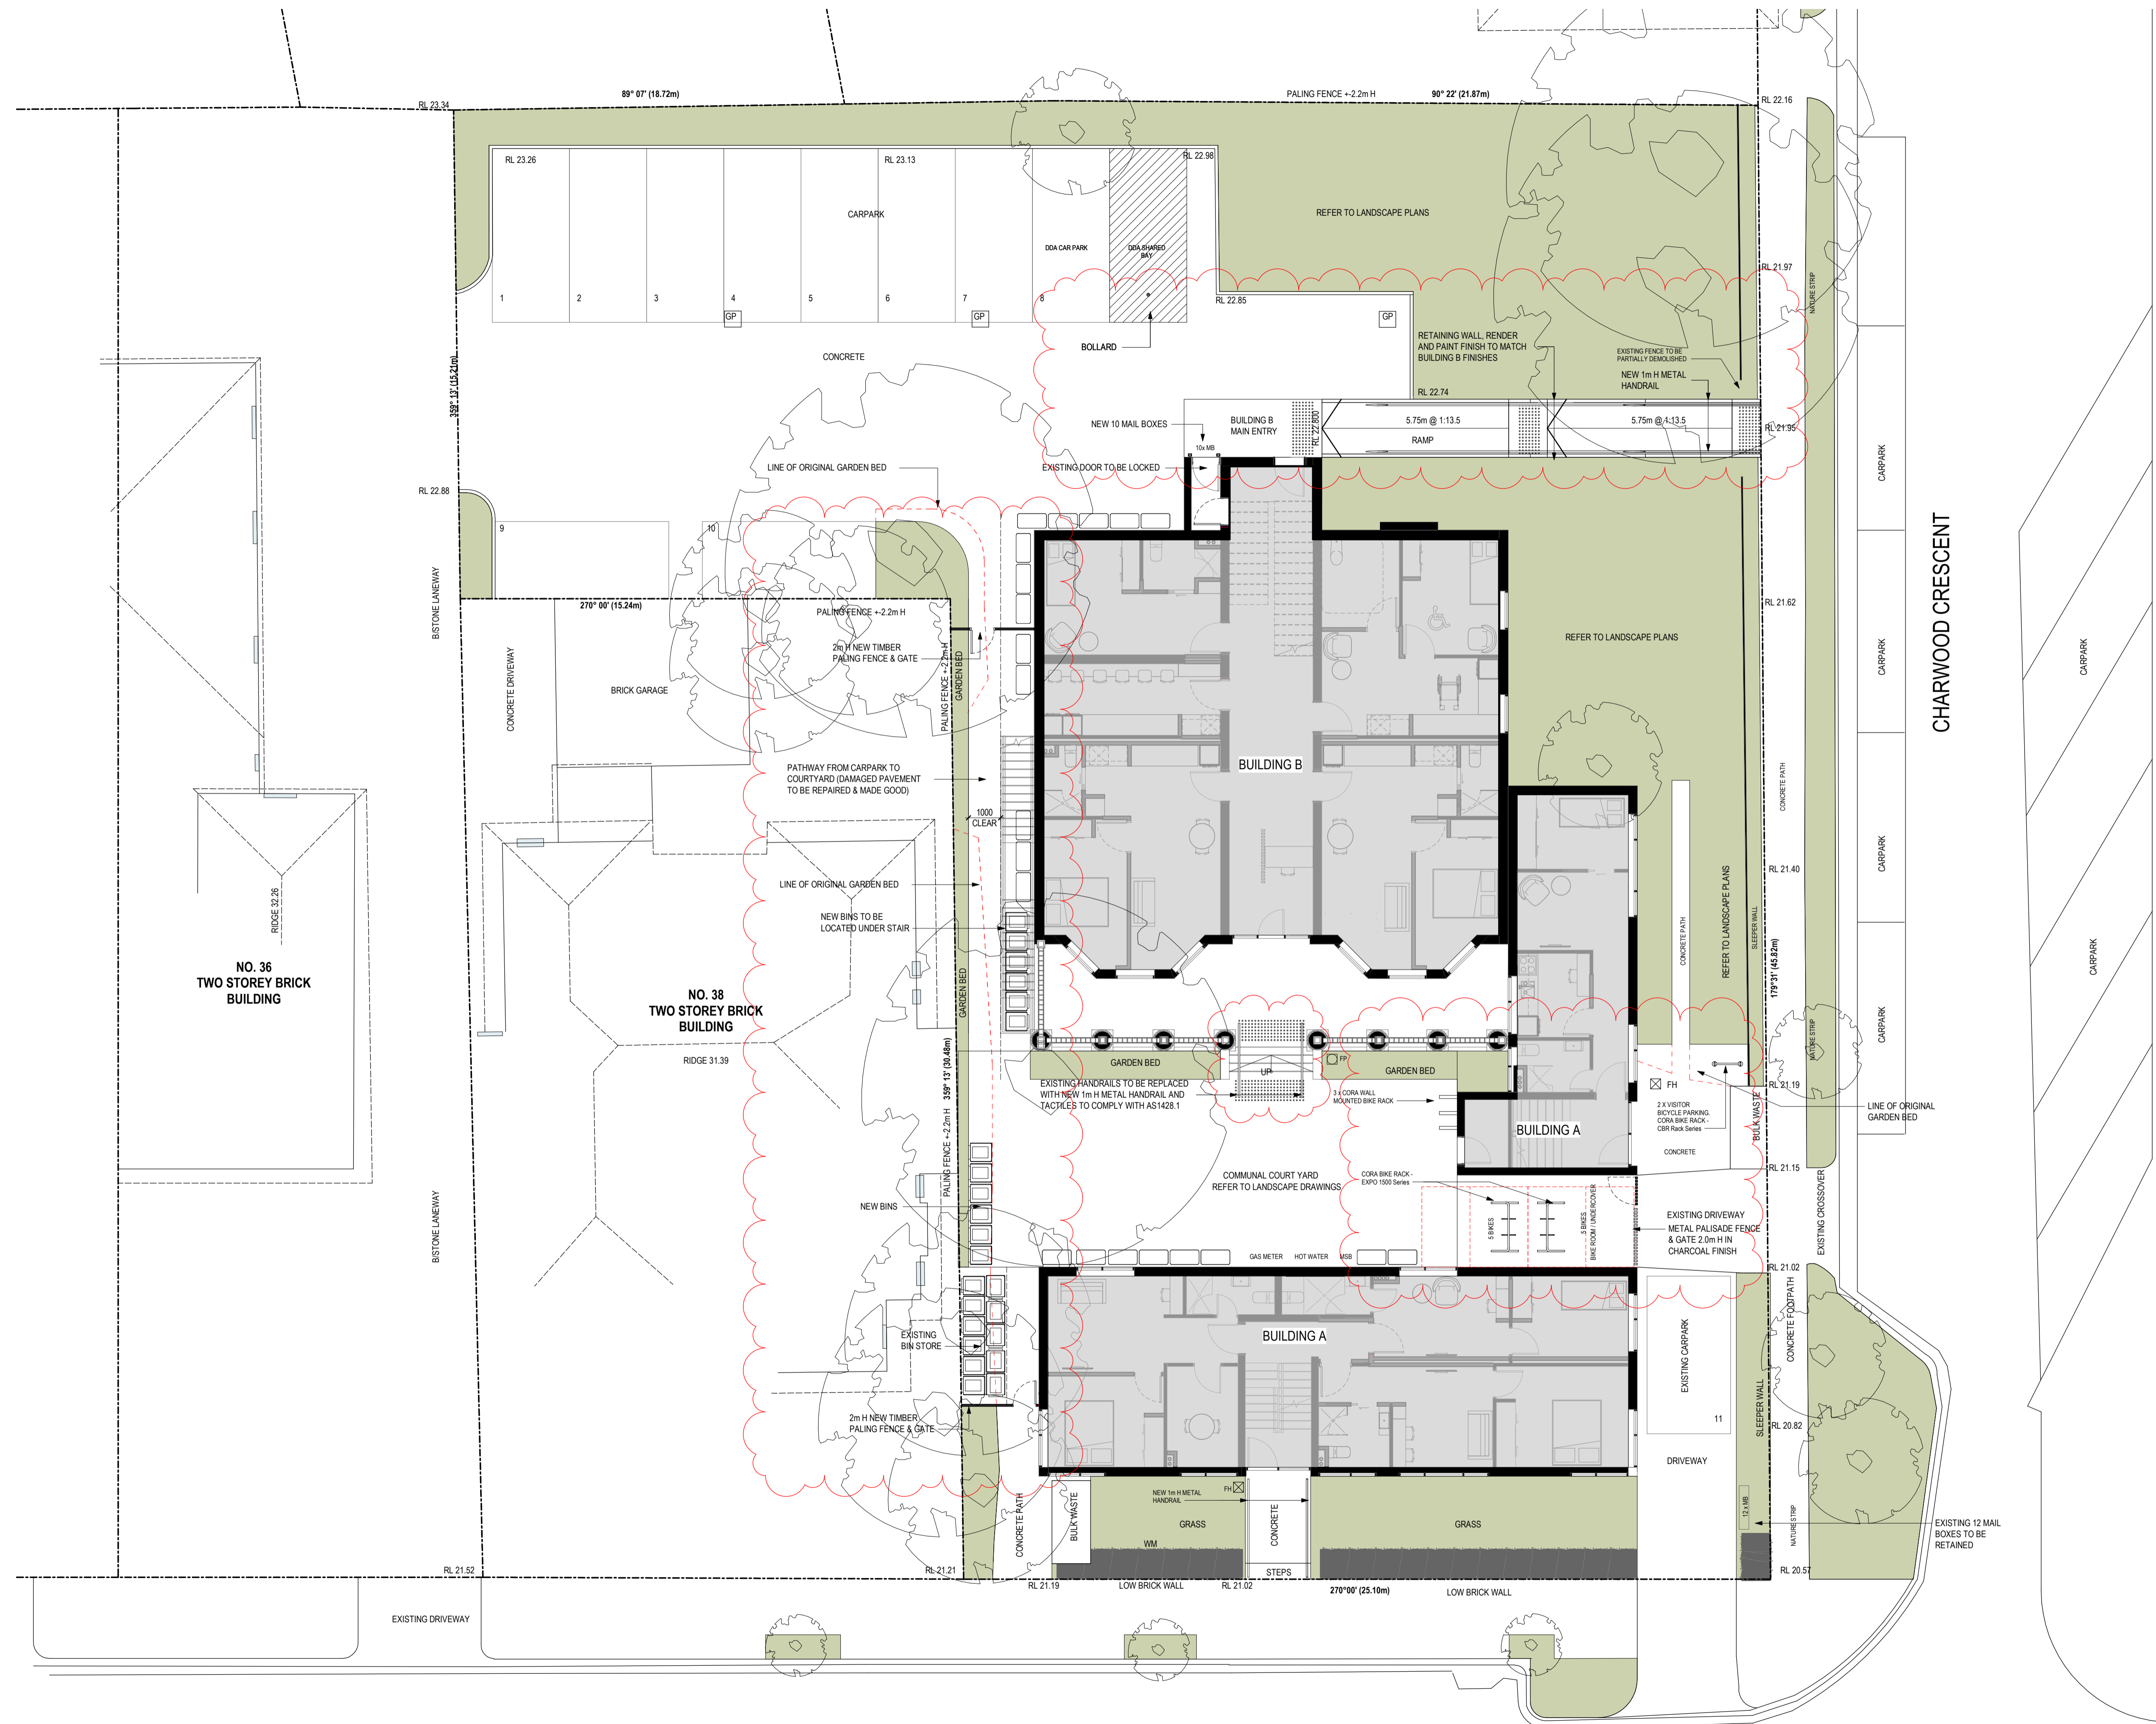 89° 07' (18.72m)
PALING FENCE +-2.2m H
90° 22' (21.87m)
RL 23.34
RL 22.16
RL 23.26
RL 23.13
RL 22.98
CARPARK
REFER TO LANDSCAPE PLANS
DDA CAR PARK
DDA SHARED
BAY
RL 21.97
NATURE STRIP
1
2
3
4
5
6
7
8
RL 22.85
GP
GP
GP
BOLLARD
CONCRETE
RETAINING WALL, RENDER
AND PAINT FINISH TO MATCH
BUILDING B FINISHES
EXISTING FENCE TO BE
PARTIALLY DEMOLISHED
NEW 1m H METAL
HANDRAIL
359° 13' (15.21m)
RL 22.74
NEW 10 MAIL BOXES
BUILDING B
MAIN ENTRY
RL 22.800
5.75m @ 1:13.5
RAMP
5.75m @ 1:13.5
RL 21.95
10x MB
LINE OF ORIGINAL GARDEN BED
EXISTING DOOR TO BE LOCKED
CARPARK
RL 22.88
9
10
BISTONE LANEWAY
270° 00' (15.24m)
PALING FENCE +-2.2m H
RL 21.62
CHARWOOD CRESCENT
2m H NEW TIMBER
PALING FENCE & GATE
PALING FENCE +-2.2m H
GARDEN BED
REFER TO LANDSCAPE PLANS
CARPARK
CARPARK
CONCRETE DRIVEWAY
BRICK GARAGE
BUILDING B
PATHWAY FROM CARPARK TO
COURTYARD (DAMAGED PAVEMENT
TO BE REPAIRED & MADE GOOD)
CONCRETE PATH
1000
CLEAR
CARPARK
RL 21.40
LINE OF ORIGINAL GARDEN BED
RIDGE 32.26
NEW BINS TO BE
LOCATED UNDER STAIR
CONCRETE PATH
REFER TO LANDSCAPE PLANS
SLEEPER WALL
179°31' (45.82m)
CARPARK
NO. 36
TWO STOREY BRICK
BUILDING
NO. 38
TWO STOREY BRICK
BUILDING
GARDEN BED
RIDGE 31.39
CARPARK
NATURE STRIP
359° 13' (30.48m)
PALING FENCE +-2.2m H
GARDEN BED
FP
GARDEN BED
UP
EXISTING HANDRAILS TO BE REPLACED
WITH NEW 1m H METAL HANDRAIL AND
TACTILES TO COMPLY WITH AS1428.1
3 x CORA WALL
MOUNTED BIKE RACK
FH
RL 21.19
2 X VISITOR
BICYCLE PARKING.
CORA BIKE RACK -
CBR Rack Series
BULK WASTE
LINE OF ORIGINAL
GARDEN BED
BUILDING A
CONCRETE
RL 21.15
COMMUNAL COURT YARD
REFER TO LANDSCAPE DRAWINGS
CORA BIKE RACK -
EXPO 1500 Series
BISTONE LANEWAY
NEW BINS
5 BIKES
5 BIKES
BIKE ROOM / UNDERCOVER
EXISTING DRIVEWAY
METAL PALISADE FENCE
& GATE 2.0m H IN
CHARCOAL FINISH
EXISTING CROSSOVER
GAS METER
HOT WATER
MSB
RL 21.02
BUILDING A
EXISTING
BIN STORE
EXISTING CARPARK
CONCRETE FOOTPATH
11
SLEEPER WALL
RL 20.82
2m H NEW TIMBER
PALING FENCE & GATE
DRIVEWAY
NEW 1m H METAL
HANDRAIL
FH
CONCRETE PATH
BULK WASTE
GRASS
CONCRETE
GRASS
12 x MB
NATURE STRIP
EXISTING 12 MAIL
BOXES TO BE
RETAINED
WM
RL 21.52
RL 21.21
STEPS
RL 20.57
RL 21.19
LOW BRICK WALL
RL 21.02
270°00' (25.10m)
LOW BRICK WALL
EXISTING DRIVEWAY